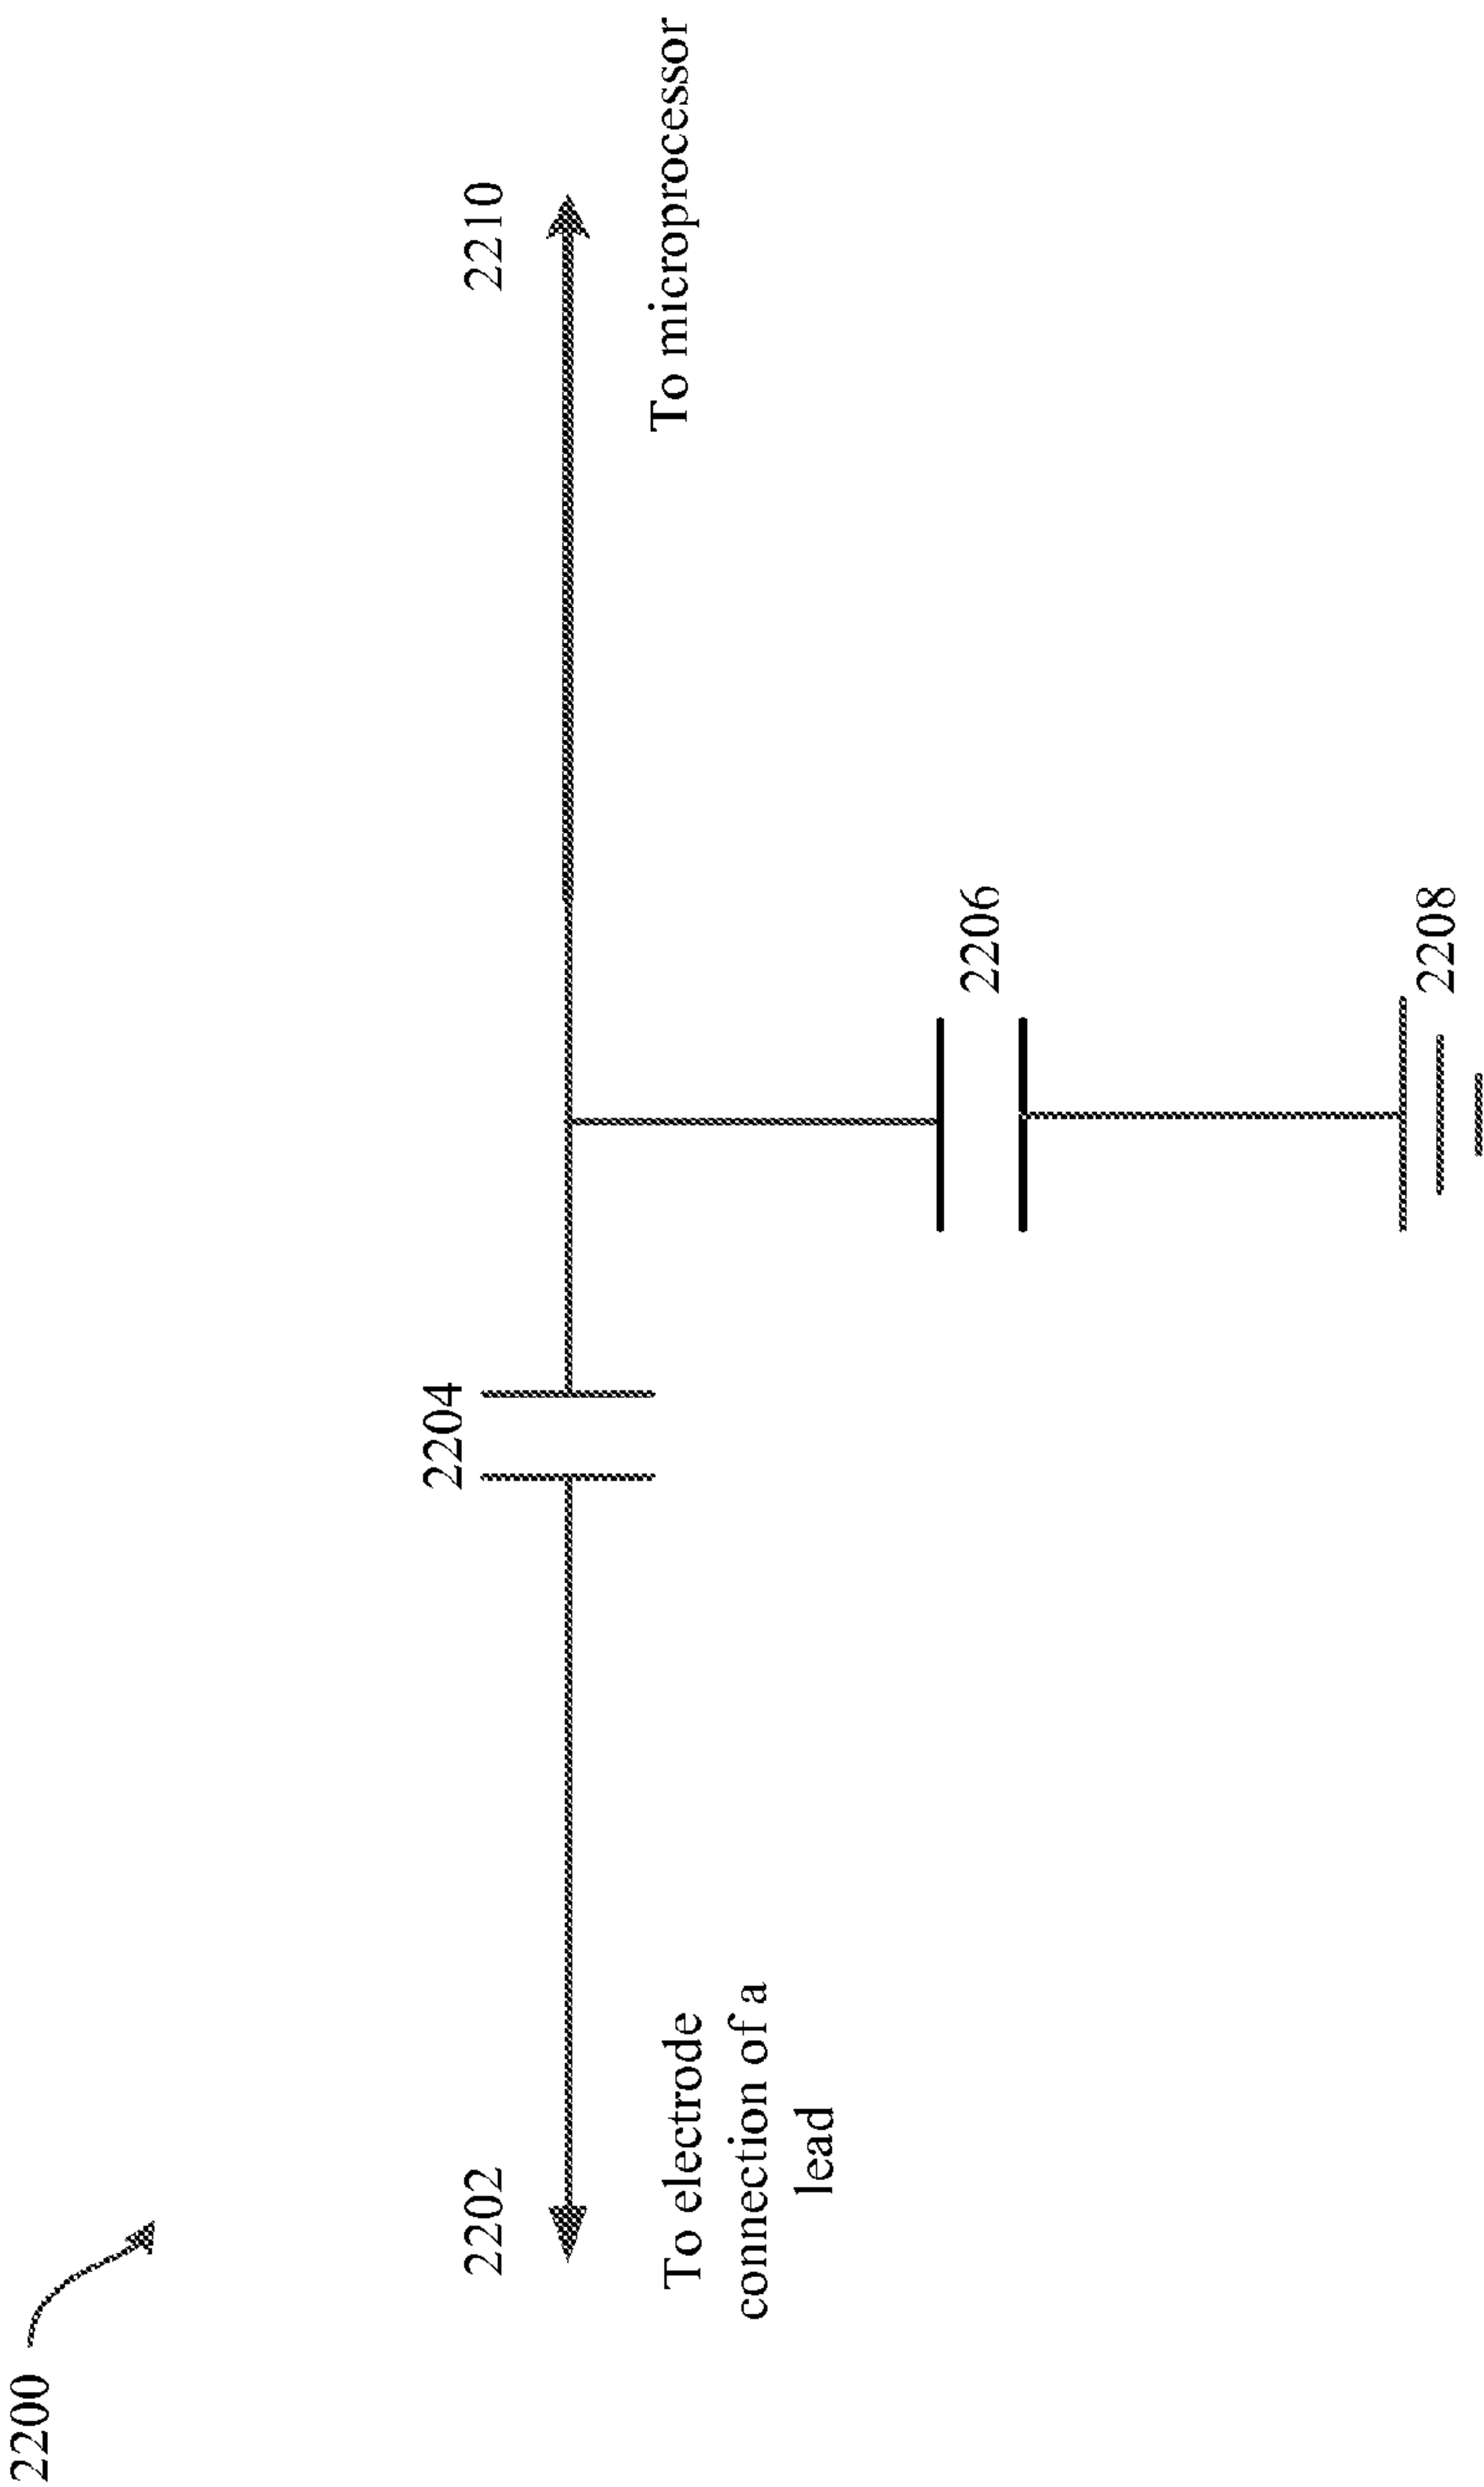 2200
2202
To electrode
connection of a
lead
2204
2206
2208
2210
To microprocessor